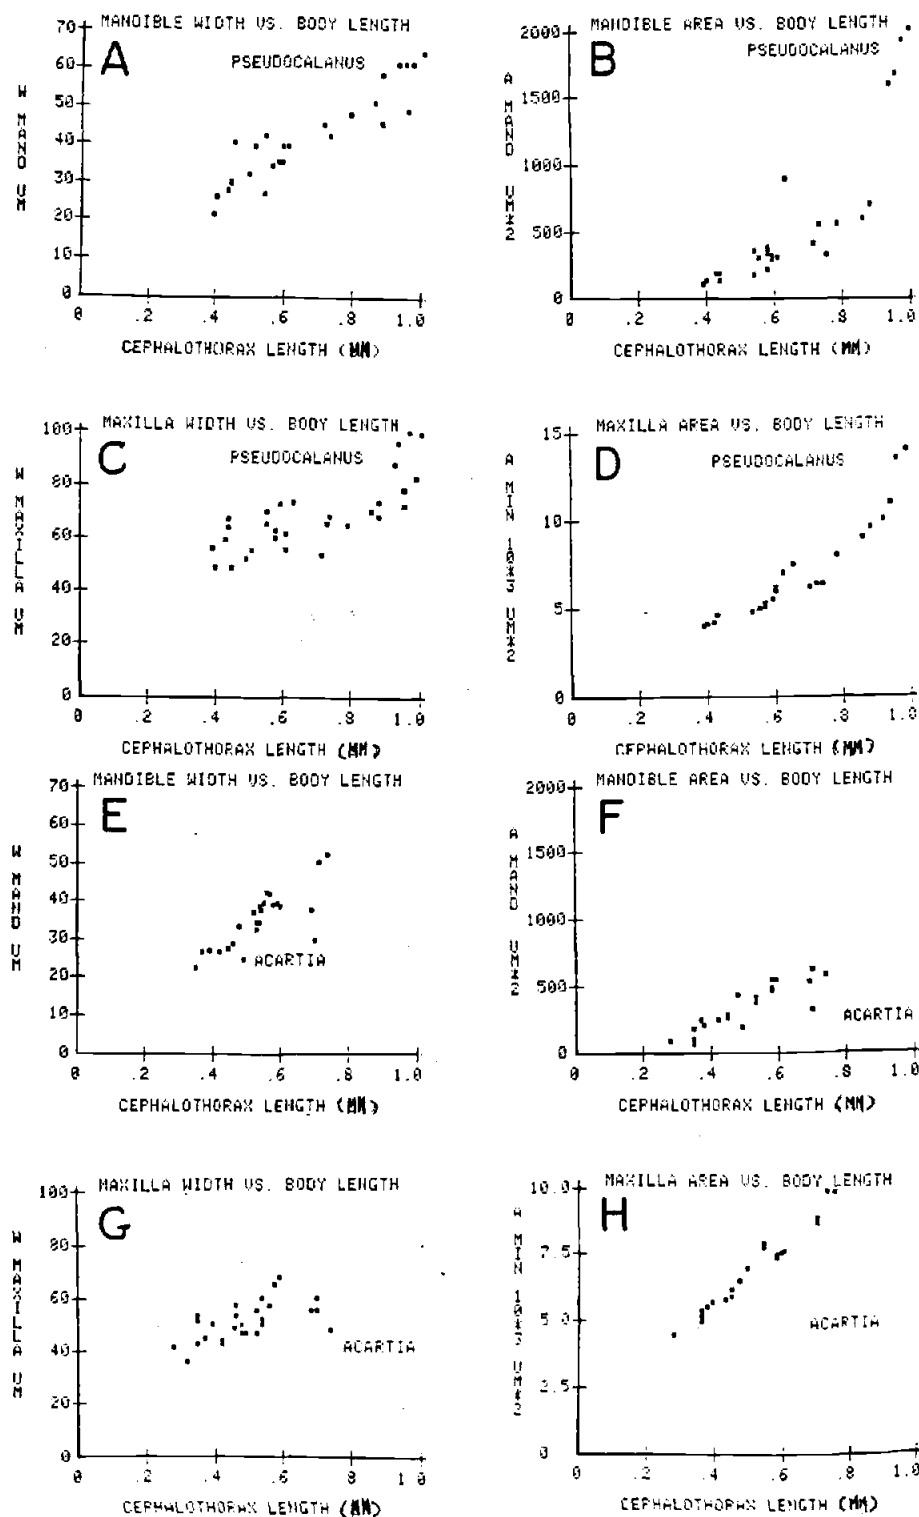 MANDIBLE WIDTH VS. BODY LENGTH
A
PSEUDOCALANUS
W MAND UM
70
60
50
40
30
20
10
0
0 .2 .4 .6 .8 1.0
CEPHALOTHORAX LENGTH (MM)
MANDIBLE AREA VS. BODY LENGTH
B
PSEUDOCALANUS
A MAND UM*2
2000
1500
1000
500
0
0 .2 .4 .6 .8 1.0
CEPHALOTHORAX LENGTH (MM)
MAXILLA WIDTH VS. BODY LENGTH
C
PSEUDOCALANUS
W MAXILLA UM
100
80
60
40
20
0
0 .2 .4 .6 .8 1.0
CEPHALOTHORAX LENGTH (MM)
MAXILLA AREA VS. BODY LENGTH
D
PSEUDOCALANUS
A MIN 10*3 UM*2
15
10
5
0
0 .2 .4 .6 .8 1.0
CEPHALOTHORAX LENGTH (MM)
MANDIBLE WIDTH VS. BODY LENGTH
E
ACARTIA
W MAND UM
70
60
50
40
30
20
10
0
0 .2 .4 .6 .8 1.0
CEPHALOTHORAX LENGTH (MM)
MANDIBLE AREA VS. BODY LENGTH
F
ACARTIA
A MAND UM*2
2000
1500
1000
500
0
0 .2 .4 .6 .8 1.0
CEPHALOTHORAX LENGTH (MM)
MAXILLA WIDTH VS. BODY LENGTH
G
ACARTIA
W MAXILLA UM
100
80
60
40
20
0
0 .2 .4 .6 .8 1.0
CEPHALOTHORAX LENGTH (MM)
MAXILLA AREA VS. BODY LENGTH
H
ACARTIA
A MIN 10*3 UM*2
10.0
7.5
5.0
2.5
0
0 .2 .4 .6 .8 1.0
CEPHALOTHORAX LENGTH (MM)